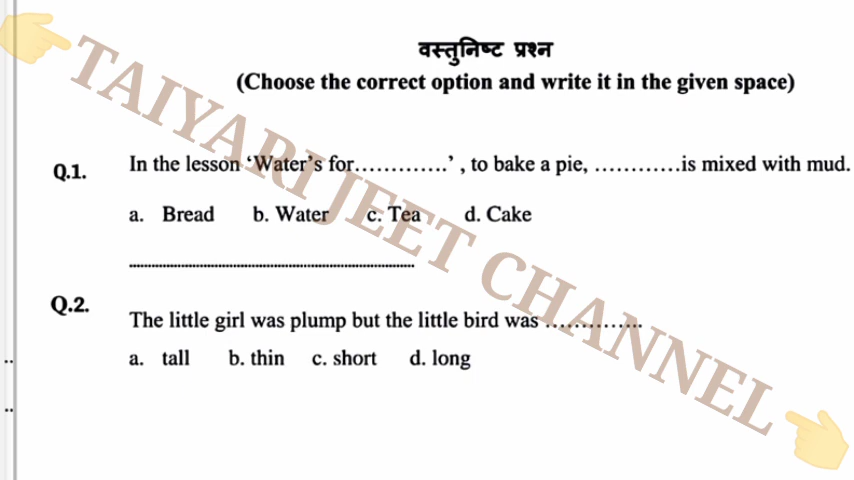 वस्तुनिष्ट प्रश्न
(Choose the correct option and write it in the given space)
Q.1. In the lesson ‘Water’s for.............’ , to bake a pie, ............is mixed with mud.
a. Bread b. Water c. Tea d. Cake
Q.2. The little girl was plump but the little bird was ..............
a. tall b. thin c. short d. long
TAIYARI JEET CHANNEL